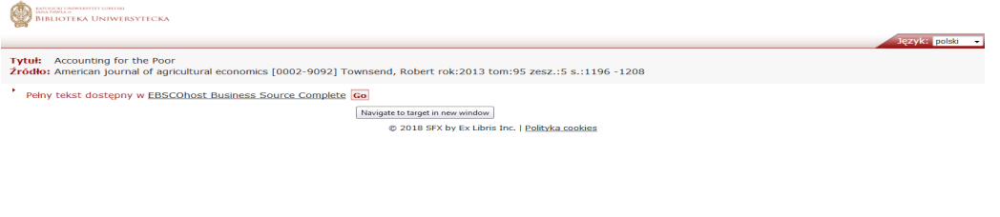 KATOLICKI UNIWERSYTET LUBELSKI
JANA PAWŁA II
BIBLIOTEKA UNIWERSYTECKA
Język: polski
Tytuł: Accounting for the Poor
Źródło: American journal of agricultural economics [0002-9092] Townsend, Robert rok:2013 tom:95 zesz.:5 s.:1196 -1208
Pełny tekst dostępny w EBSCOhost Business Source Complete Go
Navigate to target in new window
© 2018 SFX by Ex Libris Inc. | Polityka cookies